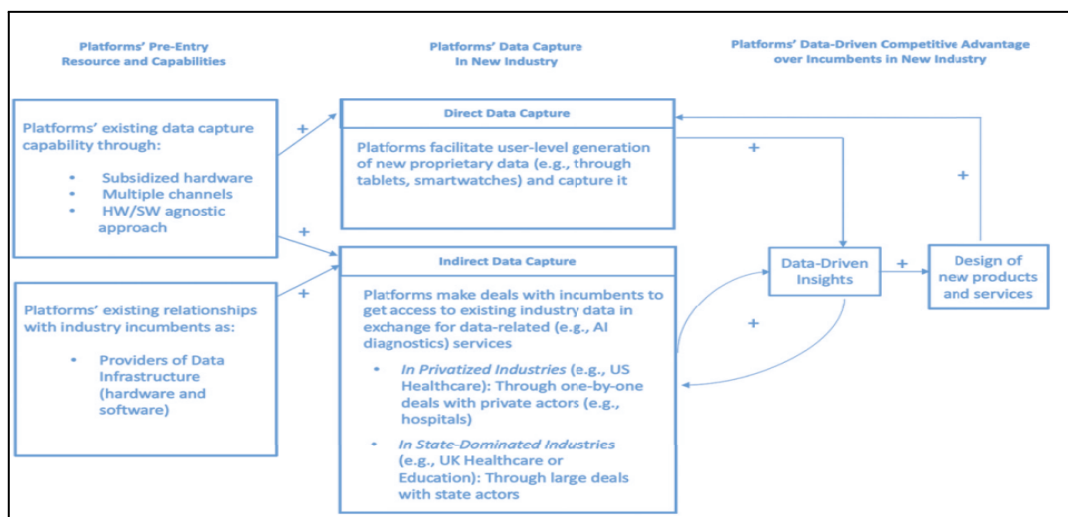 Platforms' Pre-Entry
Resource and Capabilities
Platforms' Data Capture
In New Industry
Platforms' Data-Driven Competitive Advantage
over Incumbents in New Industry
Platforms' existing data capture
capability through:
• Subsidized hardware
• Multiple channels
• HW/SW agnostic
approach
+
+
Platforms' existing relationships
with industry incumbents as:
• Providers of Data
Infrastructure
(hardware and
software)
+
Direct Data Capture
Platforms facilitate user-level generation
of new proprietary data (e.g., through
tablets, smartwatches) and capture it
+
Indirect Data Capture
Platforms make deals with incumbents to
get access to existing industry data in
exchange for data-related (e.g., AI
diagnostics) services
• In Privatized Industries (e.g., US
Healthcare): Through one-by-one
deals with private actors (e.g.,
hospitals)
• In State-Dominated Industries
(e.g., UK Healthcare or
Education): Through large deals
with state actors
Data-Driven
Insights
+
+
Design of
new products
and services
+